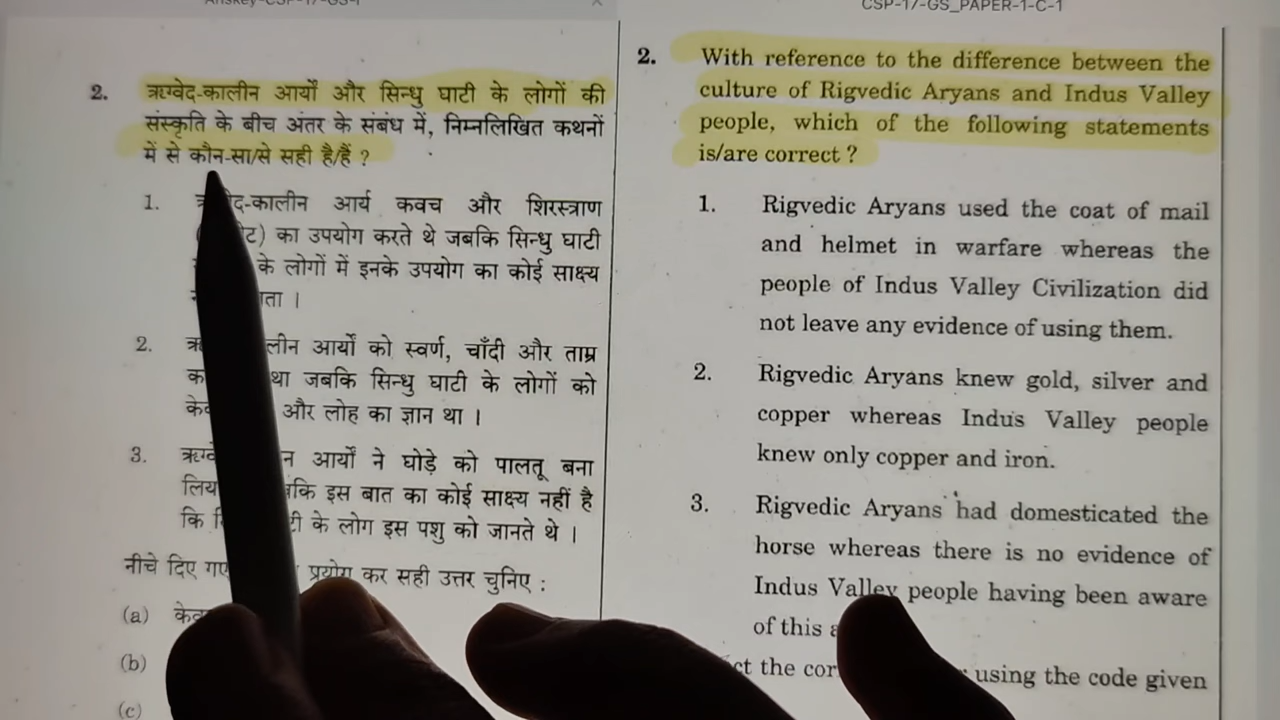 CSP-17-GS_PAPER-1-C-1
2. ऋग्वेद-कालीन आर्यों और सिन्धु घाटी के लोगों की
संस्कृति के बीच अंतर के संबंध में, निम्नलिखित कथनों
में से कौन-सा/से सही है/हैं ?
1. कालीन आर्य कवच और शिरस्त्राण
का उपयोग करते थे जबकि सिन्धु घाटी
के लोगों में इनके उपयोग का कोई साक्ष्य
।
2. आर्यों को स्वर्ण, चाँदी और ताम्र
था जबकि सिन्धु घाटी के लोगों को
और लोह का ज्ञान था ।
3. आर्यों ने घोड़े को पालतू बना
इस बात का कोई साक्ष्य नहीं है
कि के लोग इस पशु को जानते थे ।
नीचे दिए प्रयोग कर सही उत्तर चुनिए :
(a)
(b)
(c)
2. With reference to the difference between the
culture of Rigvedic Aryans and Indus Valley
people, which of the following statements
is/are correct ?
1. Rigvedic Aryans used the coat of mail
and helmet in warfare whereas the
people of Indus Valley Civilization did
not leave any evidence of using them.
2. Rigvedic Aryans knew gold, silver and
copper whereas Indus Valley people
knew only copper and iron.
3. Rigvedic Aryans had domesticated the
horse whereas there is no evidence of
Indus Valley people having been aware
of this
the using the code given